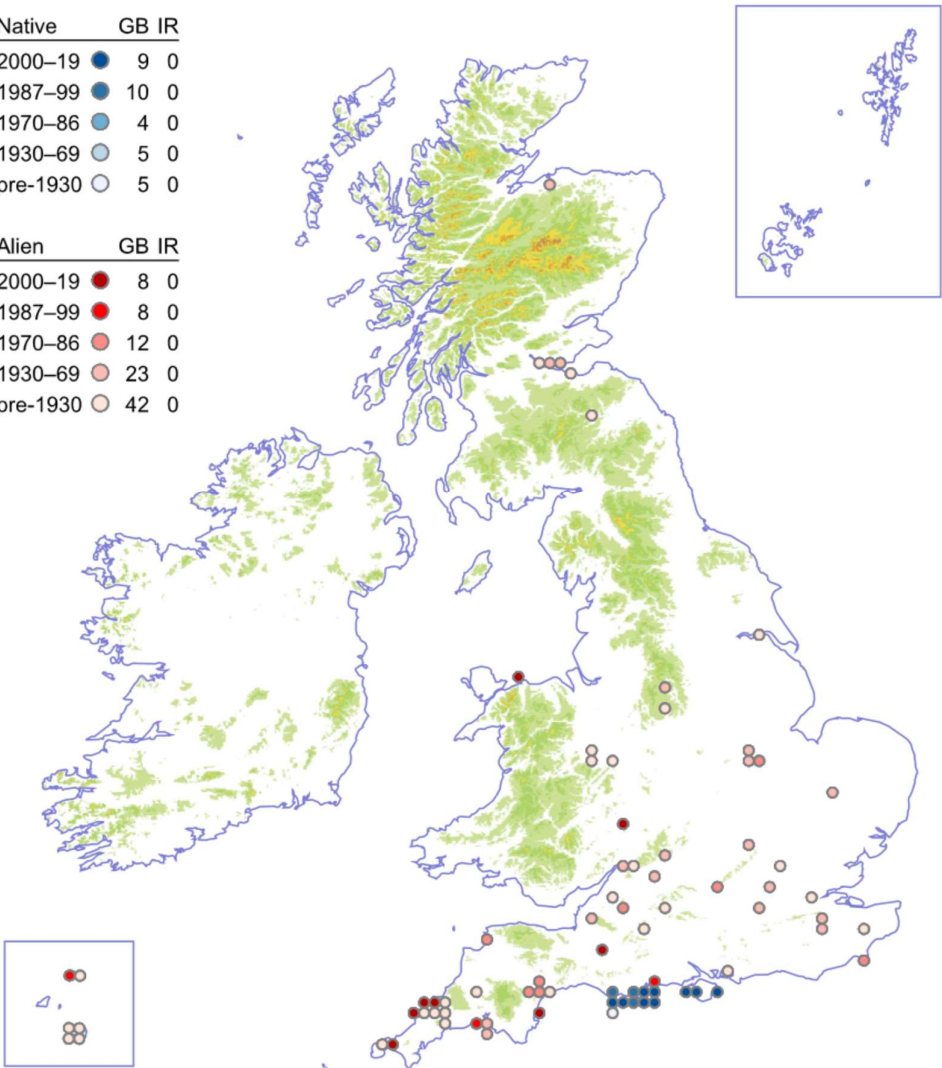 Native GB IR
2000–19 9 0
1987–99 10 0
1970–86 4 0
1930–69 5 0
pre-1930 5 0
Alien GB IR
2000–19 8 0
1987–99 8 0
1970–86 12 0
1930–69 23 0
pre-1930 42 0